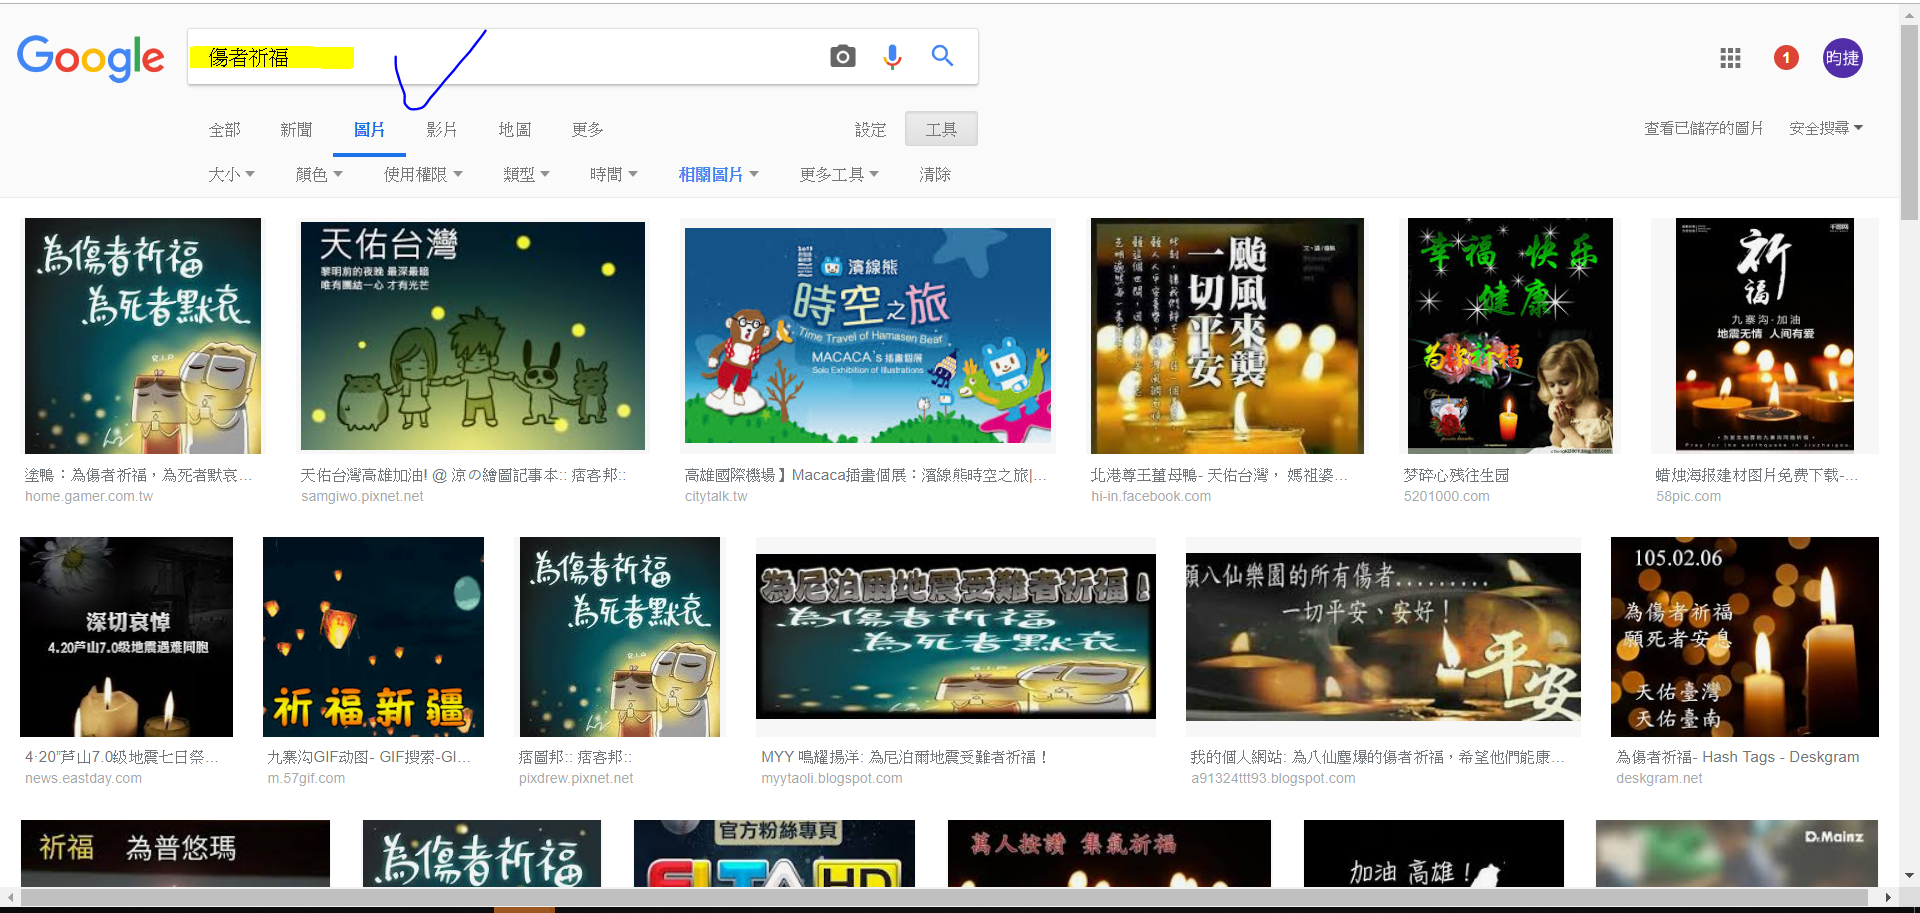 Google
傷者祈福
1
昀捷
全部 新聞 圖片 影片 地圖 更多
設定 工具
查看已儲存的圖片 安全搜尋
大小 顏色 使用權限 類型 時間 相關圖片 更多工具 清除
為傷者祈福
為死者默哀
R.I.P
天佑台灣
黎明前的夜晚 最深最暗
唯有團結一心 才有光芒
濱線熊
時空之旅
Time Travel of Hamasen Bear
MACACA's 插畫個展
Solo Exhibition of Illustrations
颱風來襲
一切平安
幸福 快乐
健康
为你祈福
祈福
九寨沟·加油
地震无情 人间有爱
塗鴨：為傷者祈福，為死者默哀...
home.gamer.com.tw
天佑台灣高雄加油! @ 涼の繪圖記事本:: 痞客邦::
samgiwo.pixnet.net
高雄國際機場】Macaca插畫個展：濱線熊時空之旅|...
citytalk.tw
北港尊王薑母鴨- 天佑台灣， 媽祖婆...
hi-in.facebook.com
梦碎心残往生园
5201000.com
蜡烛海报建材图片免费下载-...
58pic.com
深切哀悼
4.20芦山7.0级地震遇难同胞
祈福新疆
為傷者祈福
為死者默哀
R.I.P
為尼泊爾地震受難者祈福！
為傷者祈福
為死者默哀
R.I.P
願八仙樂園的所有傷者.........
一切平安、安好！
平安
105.02.06
為傷者祈福
願死者安息
天佑臺灣
天佑臺南
4·20”芦山7.0级地震七日祭...
news.eastday.com
九寨沟GIF动图- GIF搜索-GI...
m.57gif.com
痞圖邦:: 痞客邦::
pixdrew.pixnet.net
MYY 鳴耀揚洋: 為尼泊爾地震受難者祈福！
myytaoli.blogspot.com
我的個人網站: 為八仙塵爆的傷者祈福，希望他們能康...
a91324ttt93.blogspot.com
為傷者祈福- Hash Tags - Deskgram
deskgram.net
祈福 為普悠瑪
為傷者祈福
官方粉絲專頁
HD
萬人按讚 集氣祈福
加油 高雄！
D.Mainz